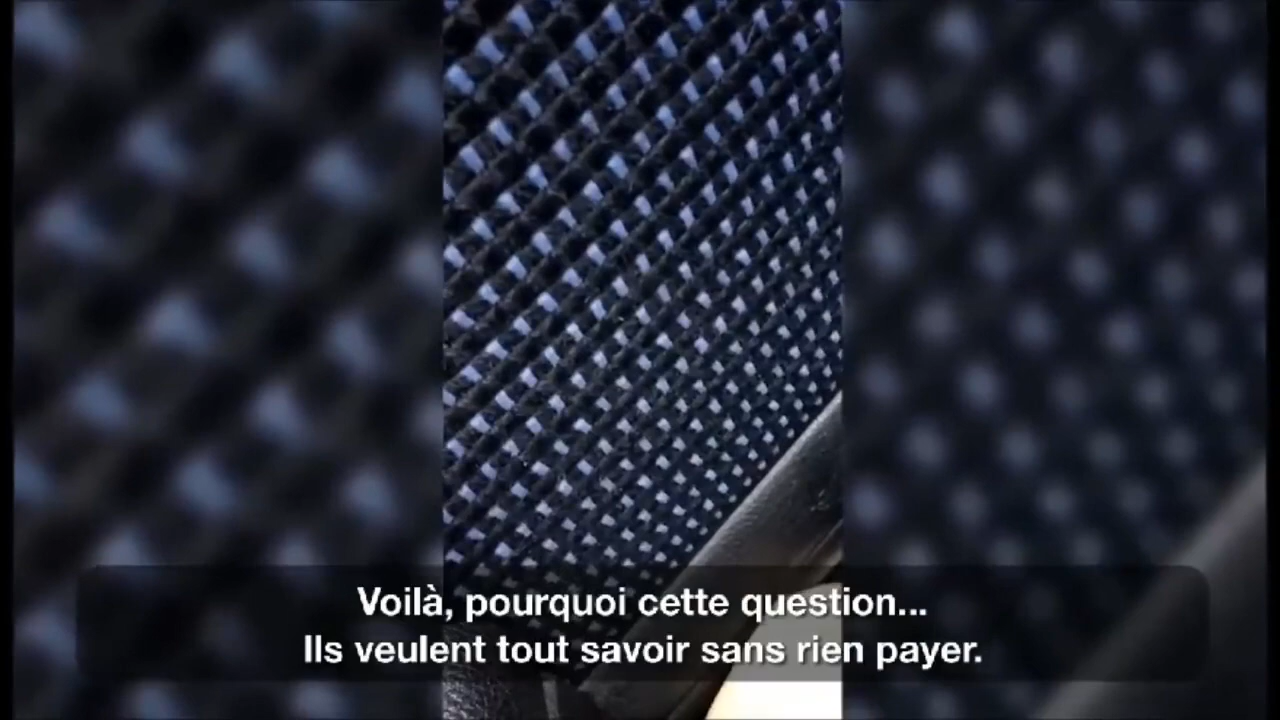 Voilà, pourquoi cette question...
Ils veulent tout savoir sans rien payer.